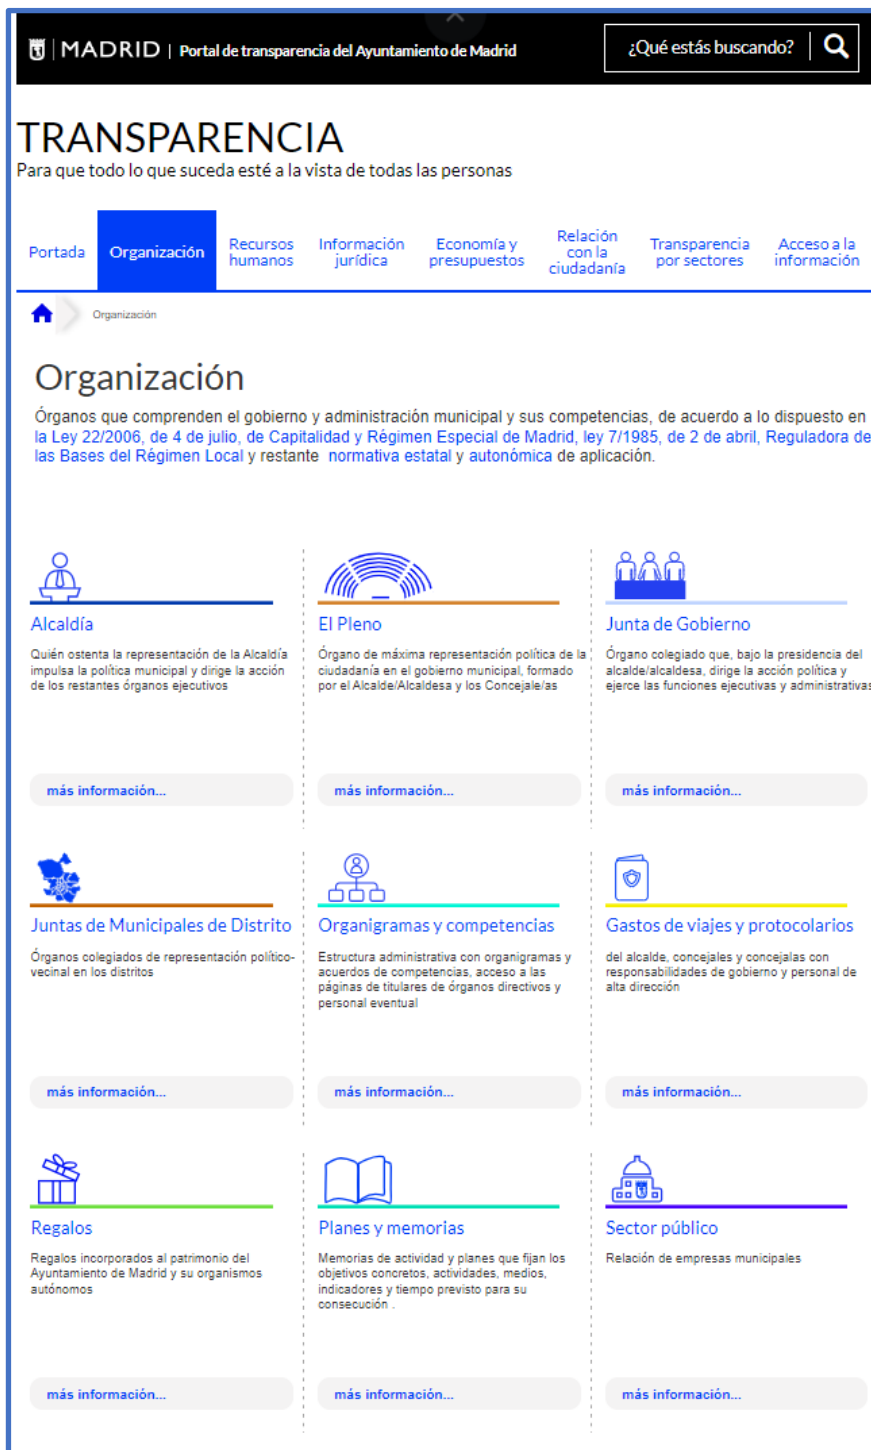 MADRID | Portal de transparencia del Ayuntamiento de Madrid
¿Qué estás buscando?
TRANSPARENCIA
Para que todo lo que suceda esté a la vista de todas las personas
Portada
Organización
Recursos
humanos
Información
jurídica
Economía y
presupuestos
Relación
con la
ciudadanía
Transparencia
por sectores
Acceso a la
información
Organización
Organización
Órganos que comprenden el gobierno y administración municipal y sus competencias, de acuerdo a lo dispuesto en
la Ley 22/2006, de 4 de julio, de Capitalidad y Régimen Especial de Madrid, ley 7/1985, de 2 de abril, Reguladora de
las Bases del Régimen Local y restante normativa estatal y autonómica de aplicación.
Alcaldía
Quién ostenta la representación de la Alcaldía
impulsa la política municipal y dirige la acción
de los restantes órganos ejecutivos
más información...
El Pleno
Órgano de máxima representación política de la
ciudadanía en el gobierno municipal, formado
por el Alcalde/Alcaldesa y los Concejale/as
más información...
Junta de Gobierno
Órgano colegiado que, bajo la presidencia del
alcalde/alcaldesa, dirige la acción política y
ejerce las funciones ejecutivas y administrativas
más información...
Juntas de Municipales de Distrito
Órganos colegiados de representación político-
vecinal en los distritos
más información...
Organigramas y competencias
Estructura administrativa con organigramas y
acuerdos de competencias, acceso a las
páginas de titulares de órganos directivos y
personal eventual
más información...
Gastos de viajes y protocolarios
del alcalde, concejales y concejalas con
responsabilidades de gobierno y personal de
alta dirección
más información...
Regalos
Regalos incorporados al patrimonio del
Ayuntamiento de Madrid y su organismos
autónomos
más información...
Planes y memorias
Memorias de actividad y planes que fijan los
objetivos concretos, actividades, medios,
indicadores y tiempo previsto para su
consecución .
más información...
Sector público
Relación de empresas municipales
más información...